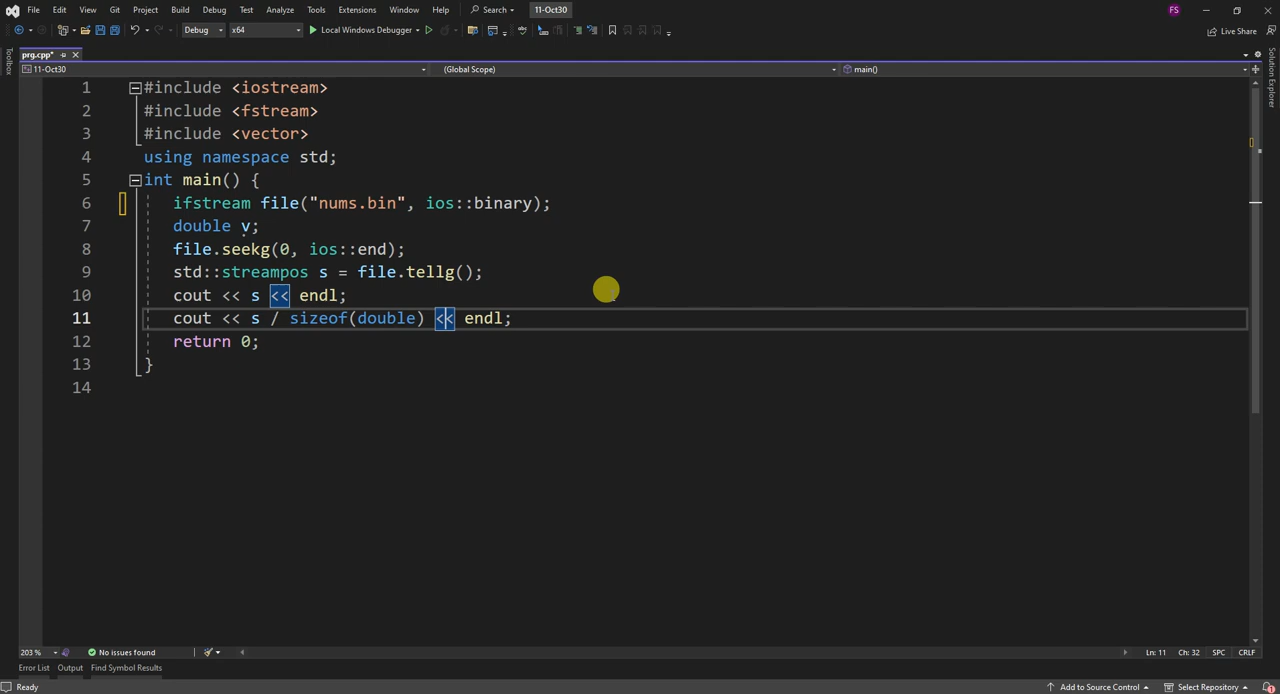 File Edit View Git Project Build Debug Test Analyze Tools Extensions Window Help Search 11-Oct30 FS
Debug x64 Local Windows Debugger Live Share
Toolbox
prg.cpp*
11-Oct30 (Global Scope) main()
Solution Explorer
1 #include <iostream>
2 #include <fstream>
3 #include <vector>
4 using namespace std;
5 int main() {
6 ifstream file("nums.bin", ios::binary);
7 double v;
8 file.seekg(0, ios::end);
9 std::streampos s = file.tellg();
10 cout << s << endl;
11 cout << s / sizeof(double) << endl;
12 return 0;
13 }
14
203 % No issues found Ln: 11 Ch: 32 SPC CRLF
Error List Output Find Symbol Results
Ready Add to Source Control Select Repository